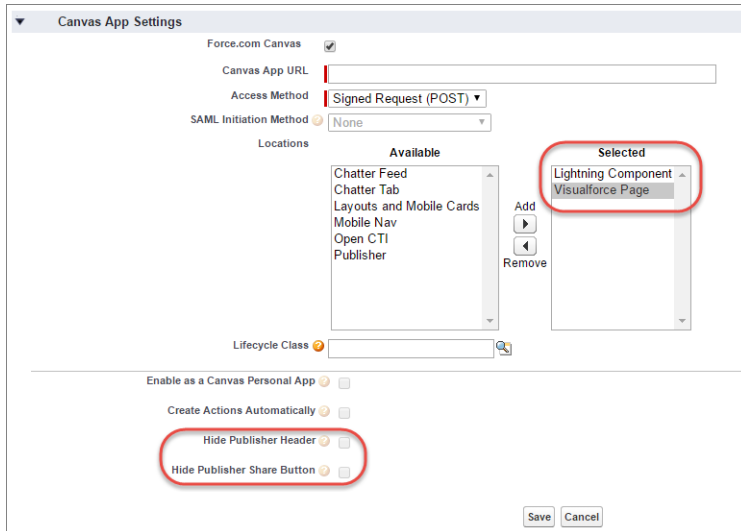 Canvas App Settings
Force.com Canvas
Canvas App URL
Access Method Signed Request (POST)
SAML Initiation Method ? None
Locations
Available
Chatter Feed
Chatter Tab
Layouts and Mobile Cards
Mobile Nav
Open CTI
Publisher
Add
Remove
Selected
Lightning Component
Visualforce Page
Lifecycle Class ?
Enable as a Canvas Personal App ?
Create Actions Automatically ?
Hide Publisher Header ?
Hide Publisher Share Button ?
Save Cancel